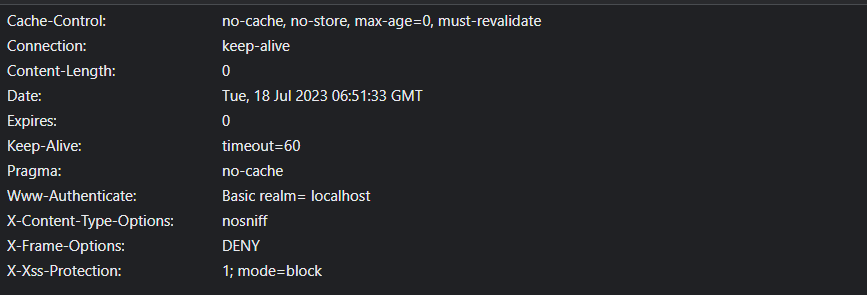 Cache-Control: no-cache, no-store, max-age=0, must-revalidate
Connection: keep-alive
Content-Length: 0
Date: Tue, 18 Jul 2023 06:51:33 GMT
Expires: 0
Keep-Alive: timeout=60
Pragma: no-cache
Www-Authenticate: Basic realm= localhost
X-Content-Type-Options: nosniff
X-Frame-Options: DENY
X-Xss-Protection: 1; mode=block